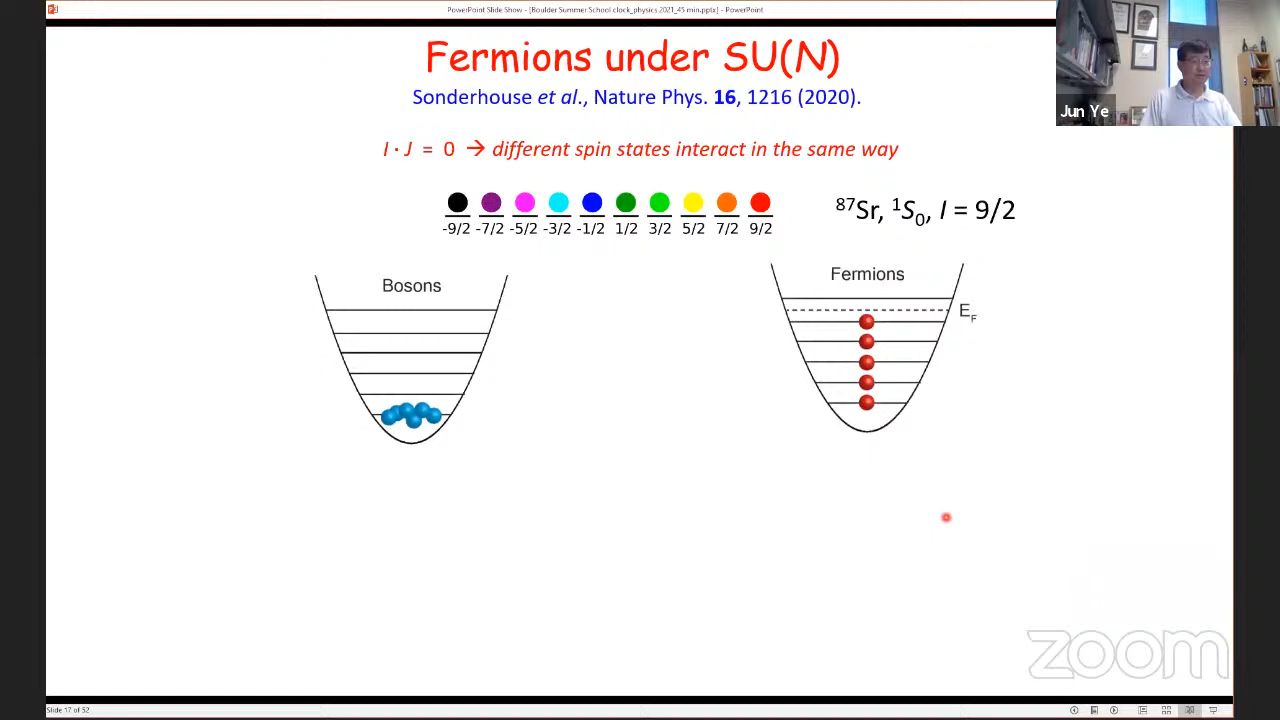 PowerPoint Slide Show - [Boulder Summer School clock_physics 2021_45 min.pptx] - PowerPoint
Fermions under SU(N)
Sonderhouse et al., Nature Phys. 16, 1216 (2020).
Jun Ye
I · J = 0 → different spin states interact in the same way
-9/2 -7/2 -5/2 -3/2 -1/2 1/2 3/2 5/2 7/2 9/2
⁸⁷Sr, ¹S₀, I = 9/2
Bosons
Fermions
E_F
zoom
Slide 17 of 52